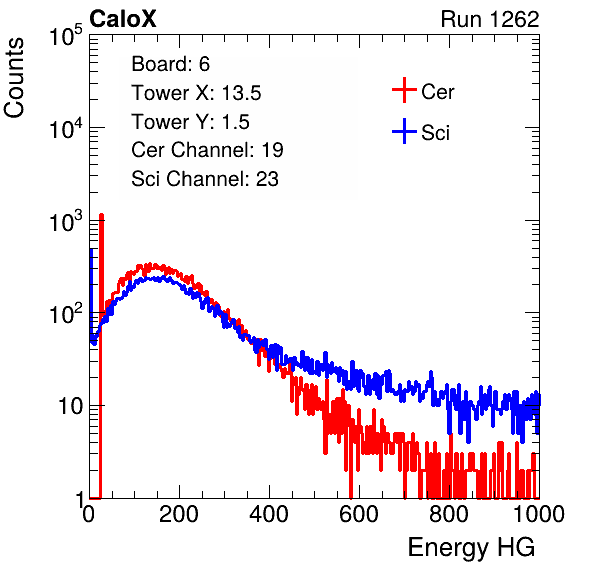 CaloX Run 1262
Counts
10^5
10^4
10^3
10^2
10
1
Board: 6
Tower X: 13.5
Tower Y: 1.5
Cer Channel: 19
Sci Channel: 23
Cer
Sci
0 200 400 600 800 1000
Energy HG